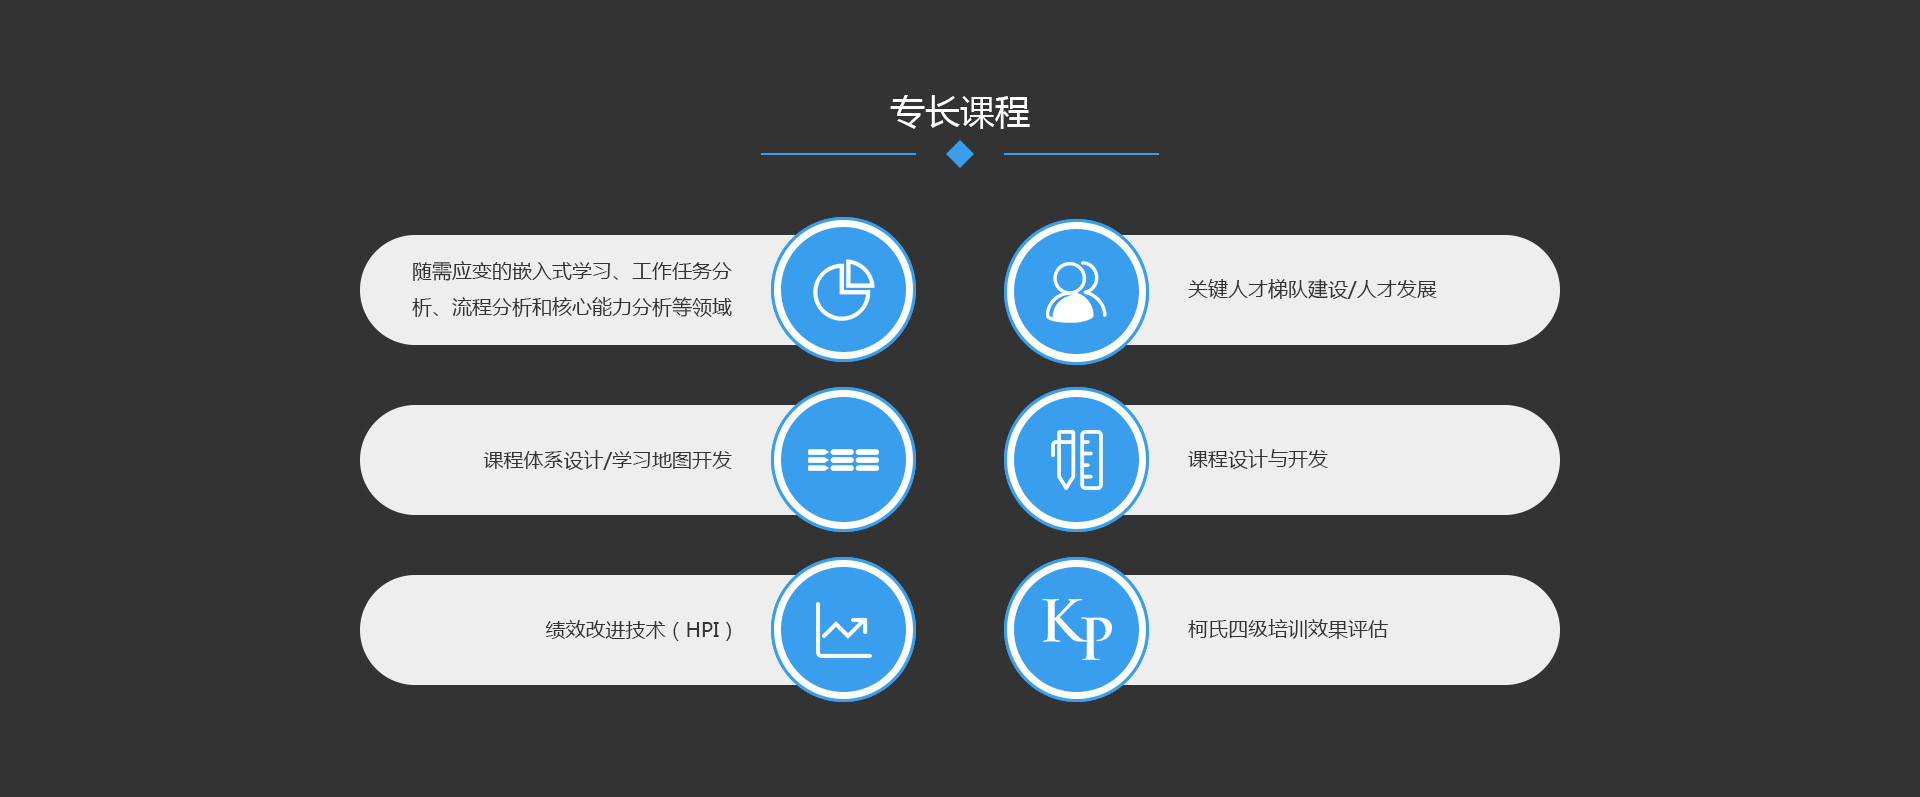 专长课程
随需应变的嵌入式学习、工作任务分
析、流程分析和核心能力分析等领域
关键人才梯队建设/人才发展
课程体系设计/学习地图开发
课程设计与开发
绩效改进技术（HPI）
KP
柯氏四级培训效果评估